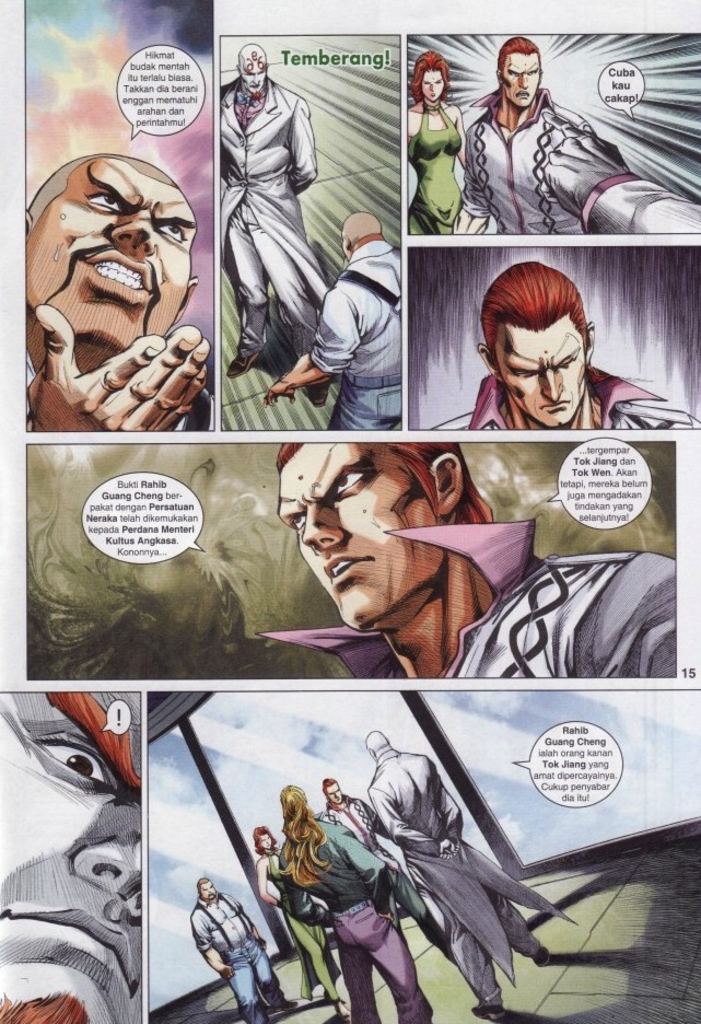 Hikmat
budak mentah
itu terlalu biasa.
Takkan dia berani
enggan mematuhi
arahan dan
perintahmu!
Temberang!
Cuba
kau
cakap!
Bukti Rahib
Guang Cheng ber-
pakat dengan Persatuan
Neraka telah dikemukakan
kepada Perdana Menteri
Kultus Angkasa.
Kononnya...
...tergempar
Tok Jiang dan
Tok Wen. Akan
tetapi, mereka belum
juga mengadakan
tindakan yang
selanjutnya!
15
!
Rahib
Guang Cheng
ialah orang kanan
Tok Jiang yang
amat dipercayainya.
Cukup penyabar
dia itu!